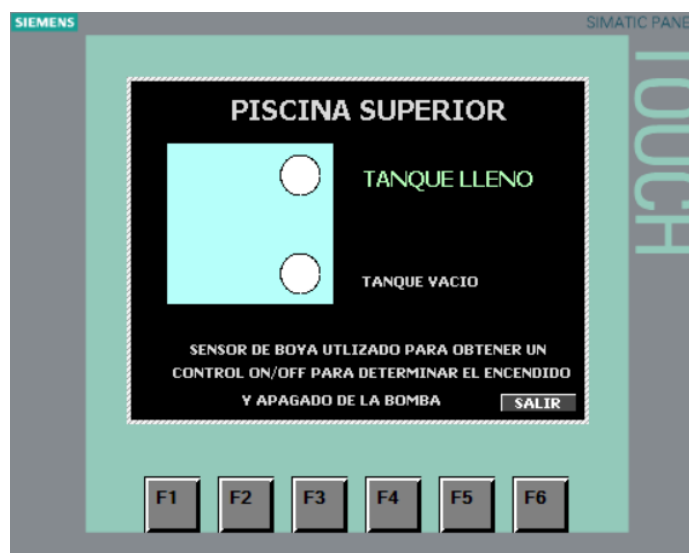 SIEMENS
SIMATIC PANE
TOUCH
PISCINA SUPERIOR
TANQUE LLENO
TANQUE VACIO
SENSOR DE BOYA UTLIZADO PARA OBTENER UN
CONTROL ON/OFF PARA DETERMINAR EL ENCENDIDO
Y APAGADO DE LA BOMBA
SALIR
F1 F2 F3 F4 F5 F6